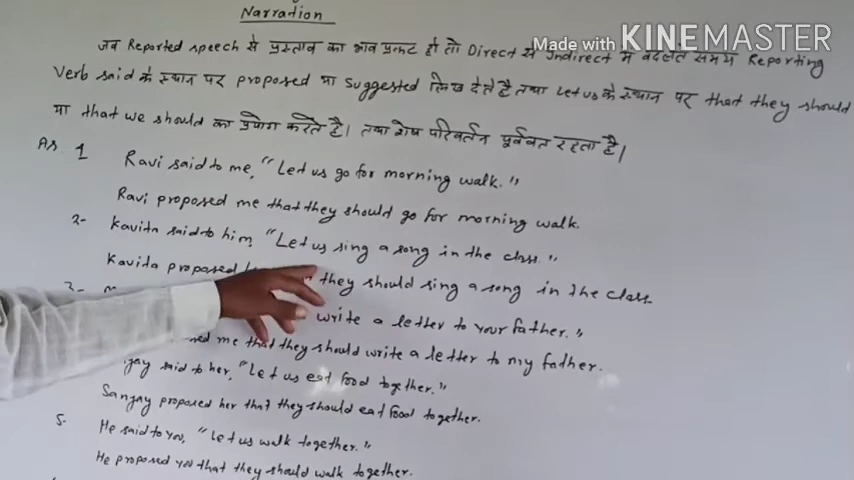 Narration
Made with KINEMASTER
जब Reported speech से प्रस्ताव का भाव प्रकट हो तो Direct से Indirect में बदलते समय Reporting
Verb said के स्थान पर proposed या suggested लिख देते है तथा Let us के स्थान पर that they should
या that we should का प्रयोग करते है। तथा शेष परिवर्तन पूर्ववत रहता है।
As 1 Ravi said to me, "Let us go for morning walk."
Ravi proposed me that they should go for morning walk.
2- Kavita said to him, "Let us sing a song in the class."
Kavita proposed they should sing a song in the class
3- write a letter to your father."
me that they should write a letter to my father.
said to her, "Let us eat food together."
Sanjay proposed her that they should eat food together.
5- He said to you, "Let us walk together."
He proposed you that they should walk together.